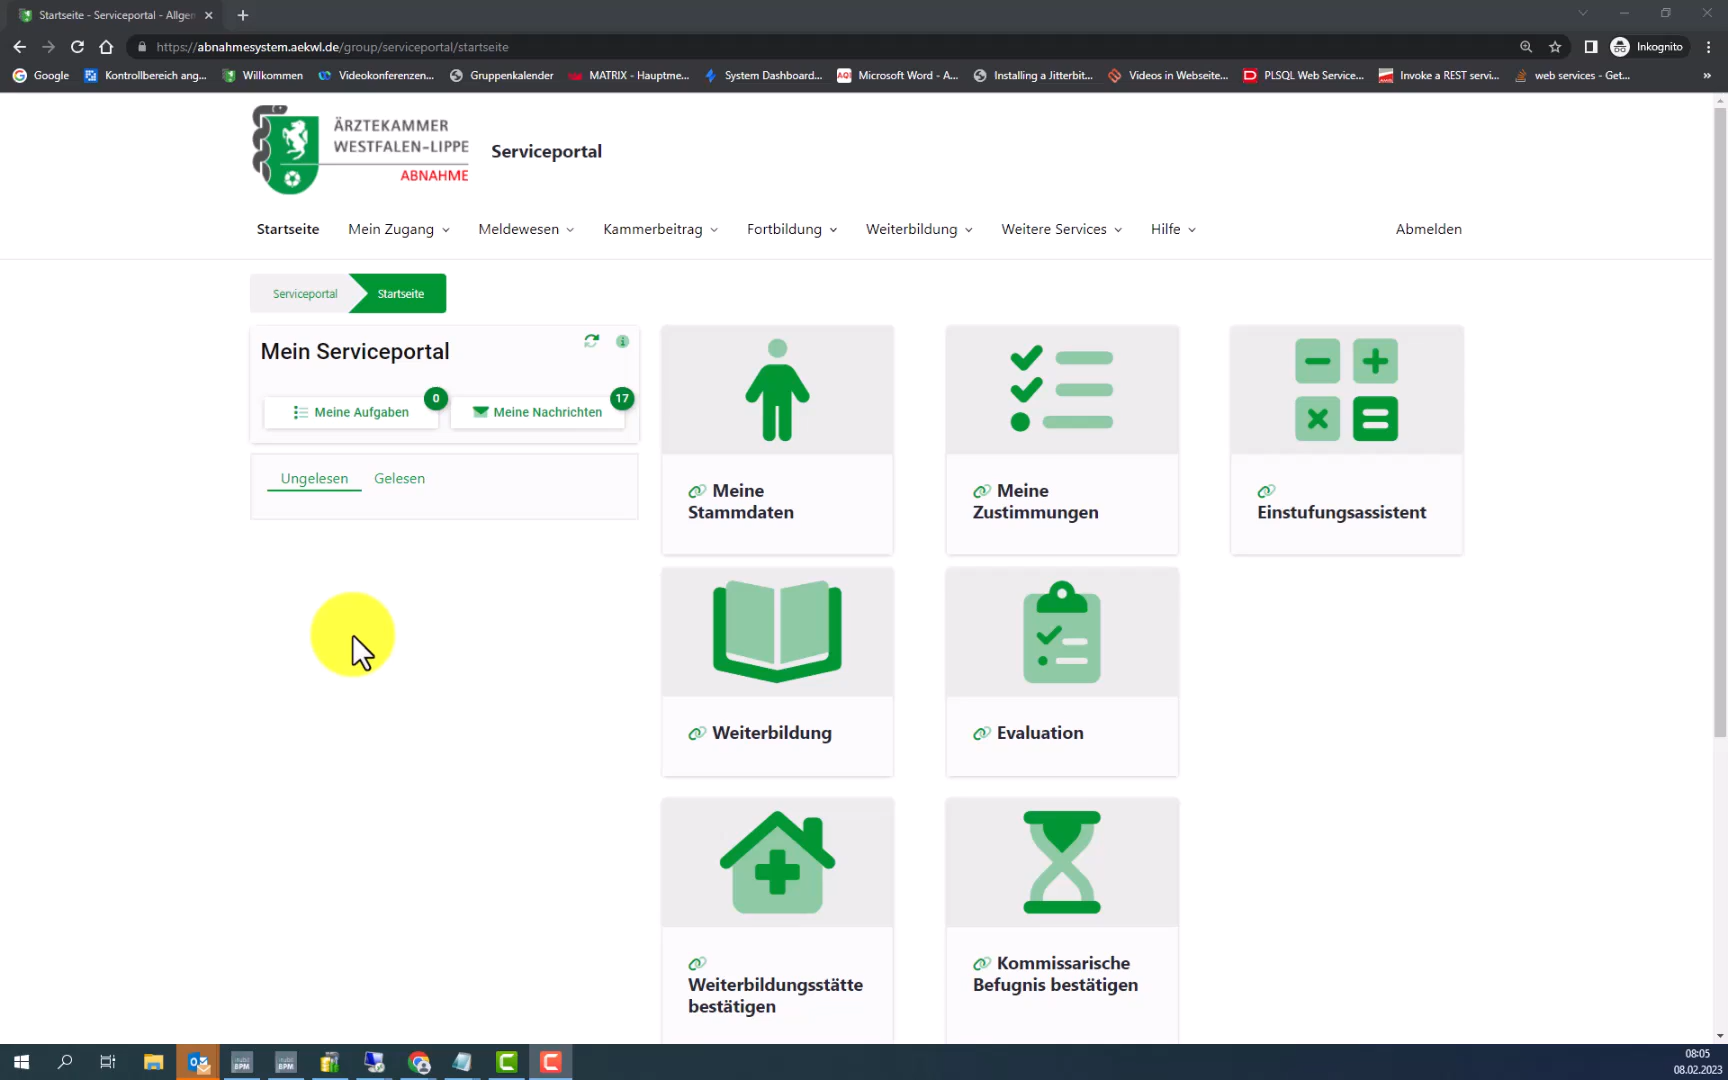 Startseite - Serviceportal - Allgem
https://abnahmesystem.aekwl.de/group/serviceportal/startseite
Inkognito
Google
Kontrollbereich ang...
Willkommen
Videokonferenzen...
Gruppenkalender
MATRIX - Hauptme...
System Dashboard...
Microsoft Word - A...
Installing a Jitterbit...
Videos in Webseite...
PLSQL Web Service...
Invoke a REST servi...
web services - Get...
»
ÄRZTEKAMMER
WESTFALEN-LIPPE
ABNAHME
Serviceportal
Startseite
Mein Zugang
Meldewesen
Kammerbeitrag
Fortbildung
Weiterbildung
Weitere Services
Hilfe
Abmelden
Serviceportal
Startseite
Mein Serviceportal
Meine Aufgaben
0
Meine Nachrichten
17
Ungelesen
Gelesen
Meine
Stammdaten
Meine
Zustimmungen
Einstufungsassistent
Weiterbildung
Evaluation
Weiterbildungsstätte
bestätigen
Kommissarische
Befugnis bestätigen
08:05
08.02.2023